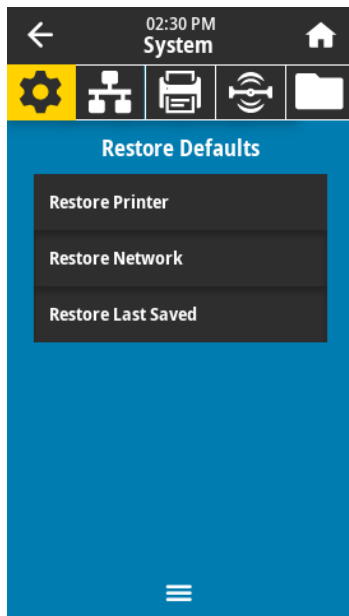 02:30 PM
System
Restore Defaults
Restore Printer
Restore Network
Restore Last Saved